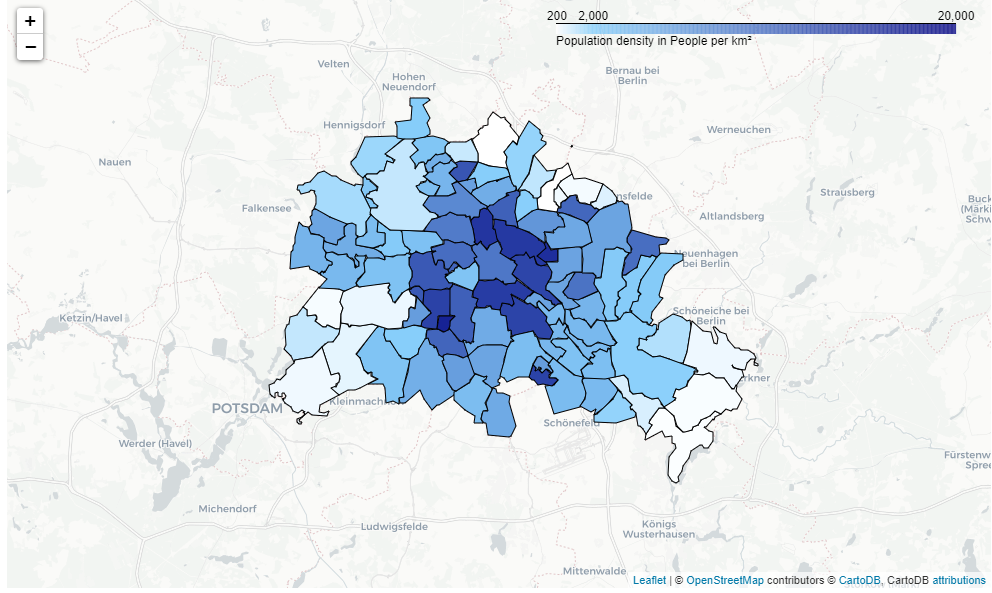 +
−
200 2,000 20,000
Population density in People per km²
Velten
Bernau bei
Berlin
Hohen
Neuendorf
Hennigsdorf
Werneuchen
Nauen
Strausberg
nsfelde
Falkensee
Altlandsberg
Buck
(Märki
Schw
Neuenhagen
bei Berlin
Ketzin/Havel
Schöneiche bei
Berlin
rkner
Kleinmach
POTSDAM
Schönefeld
Werder (Havel)
Fürstenw
Spree
Michendorf
Ludwigsfelde
Königs
Wusterhausen
Mittenwalde
Leaflet | © OpenStreetMap contributors © CartoDB, CartoDB attributions